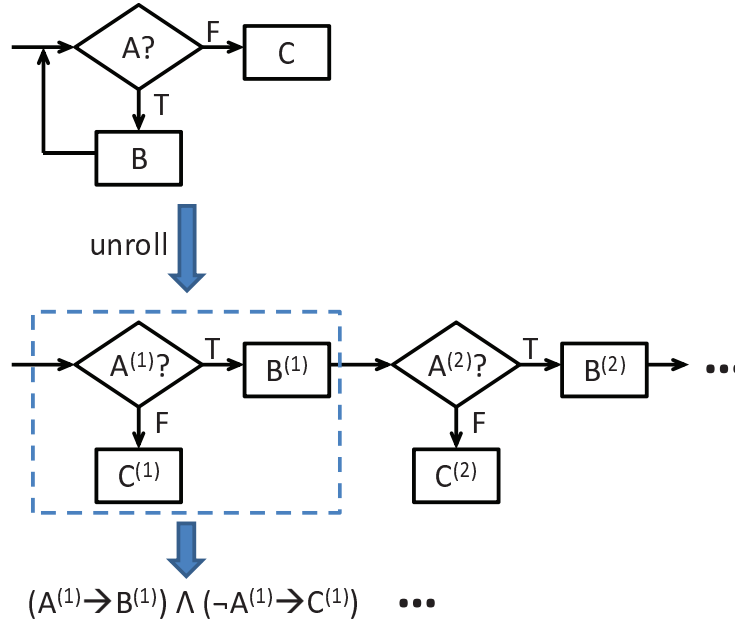 A?
F
C
T
B
unroll
A⁽¹⁾?
T
B⁽¹⁾
A⁽²⁾?
T
B⁽²⁾
...
F
C⁽¹⁾
F
C⁽²⁾
(A⁽¹⁾→B⁽¹⁾) Λ (¬A⁽¹⁾→C⁽¹⁾) ...